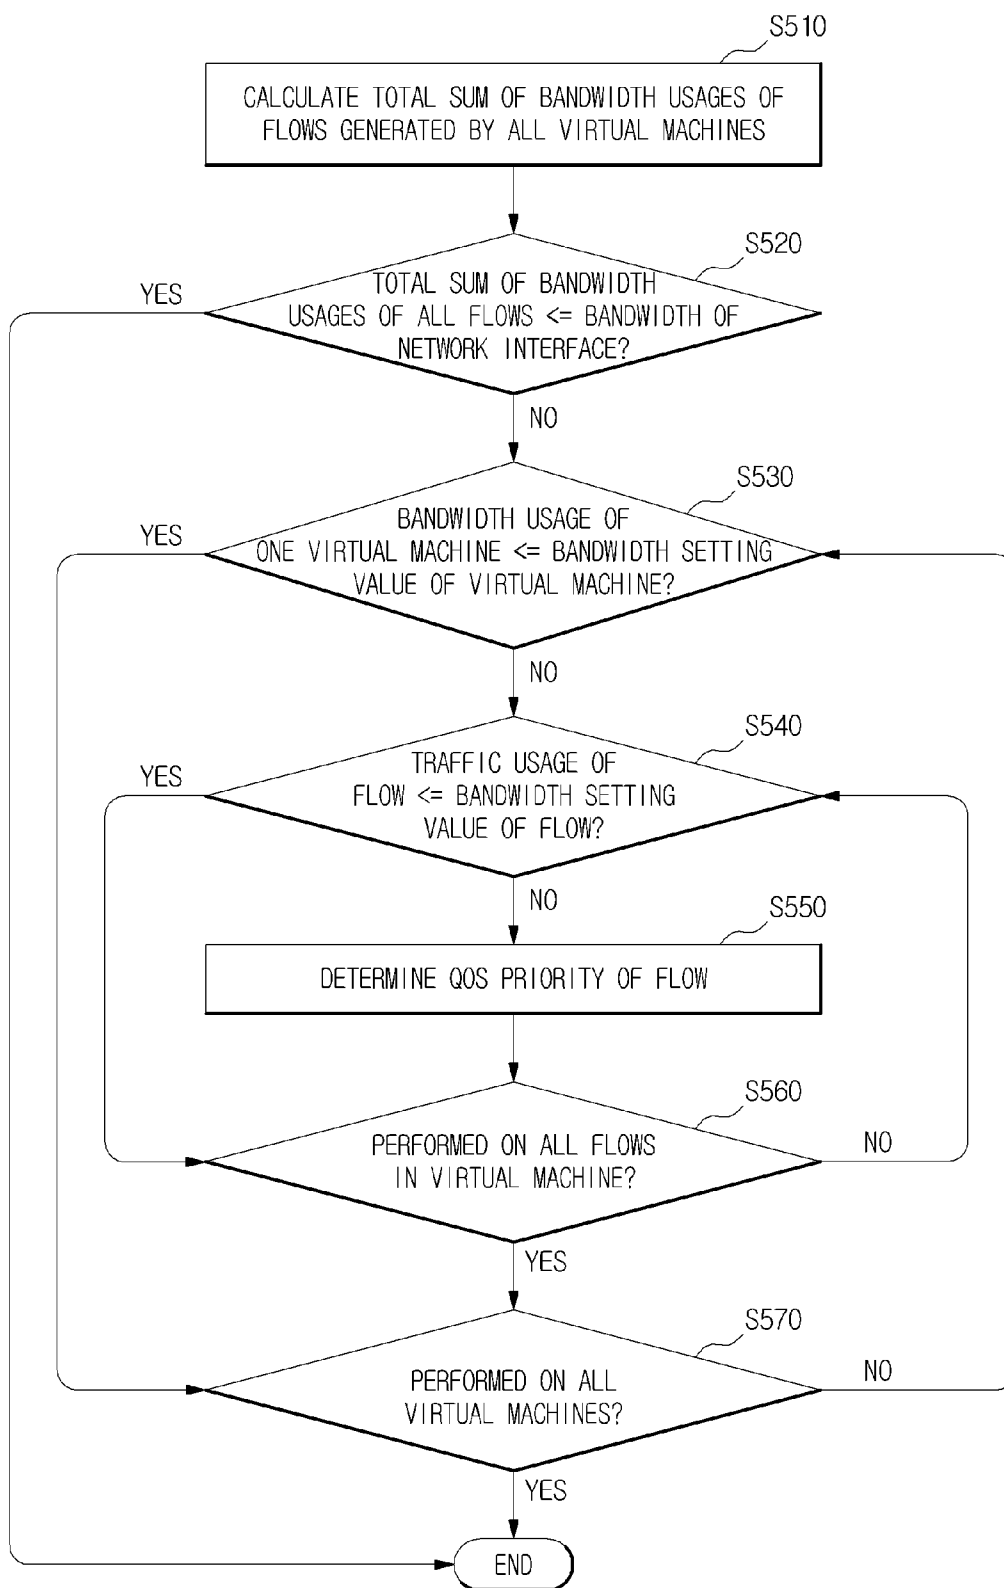 S510
CALCULATE TOTAL SUM OF BANDWIDTH USAGES OF
FLOWS GENERATED BY ALL VIRTUAL MACHINES
S520
YES
TOTAL SUM OF BANDWIDTH
USAGES OF ALL FLOWS <= BANDWIDTH OF
NETWORK INTERFACE?
NO
S530
YES
BANDWIDTH USAGE OF
ONE VIRTUAL MACHINE <= BANDWIDTH SETTING
VALUE OF VIRTUAL MACHINE?
NO
S540
YES
TRAFFIC USAGE OF
FLOW <= BANDWIDTH SETTING
VALUE OF FLOW?
NO
S550
DETERMINE QOS PRIORITY OF FLOW
S560
PERFORMED ON ALL FLOWS
IN VIRTUAL MACHINE?
NO
YES
S570
PERFORMED ON ALL
VIRTUAL MACHINES?
NO
YES
END